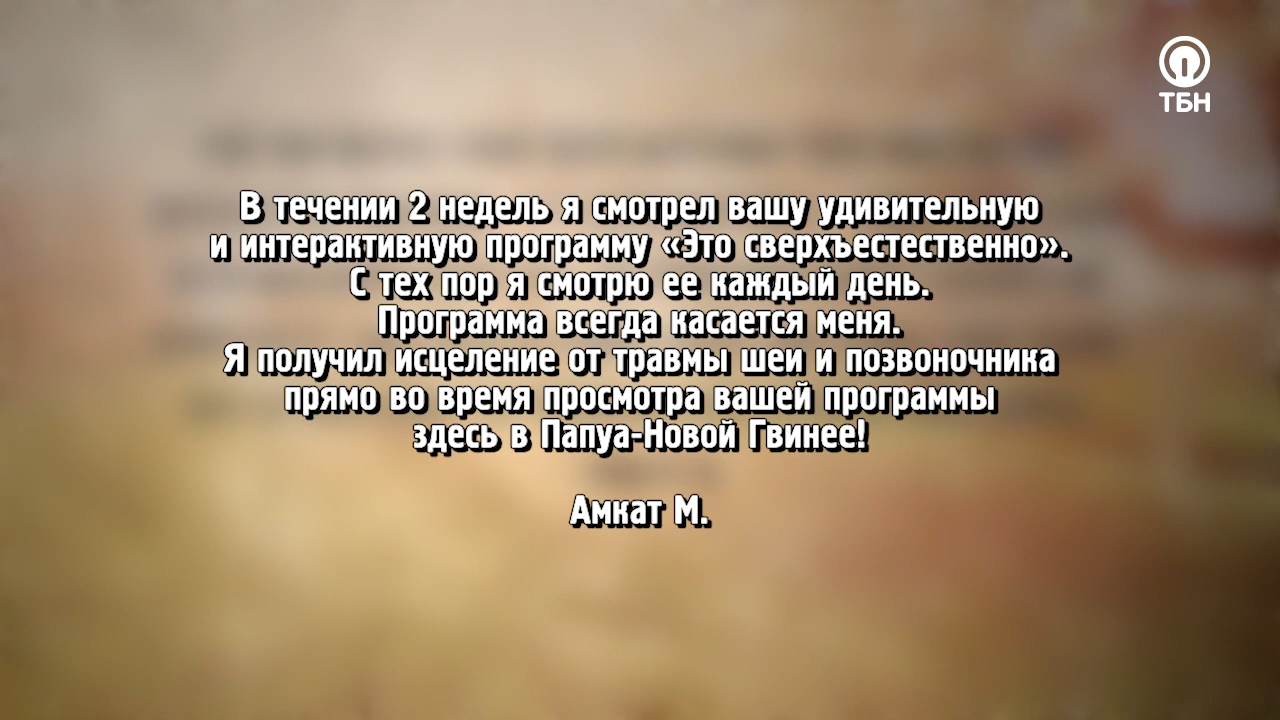 ТБН
В течении 2 недель я смотрел вашу удивительную
и интерактивную программу «Это сверхъестественно».
С тех пор я смотрю ее каждый день.
Программа всегда касается меня.
Я получил исцеление от травмы шеи и позвоночника
прямо во время просмотра вашей программы
здесь в Папуа-Новой Гвинее!
Амкат М.